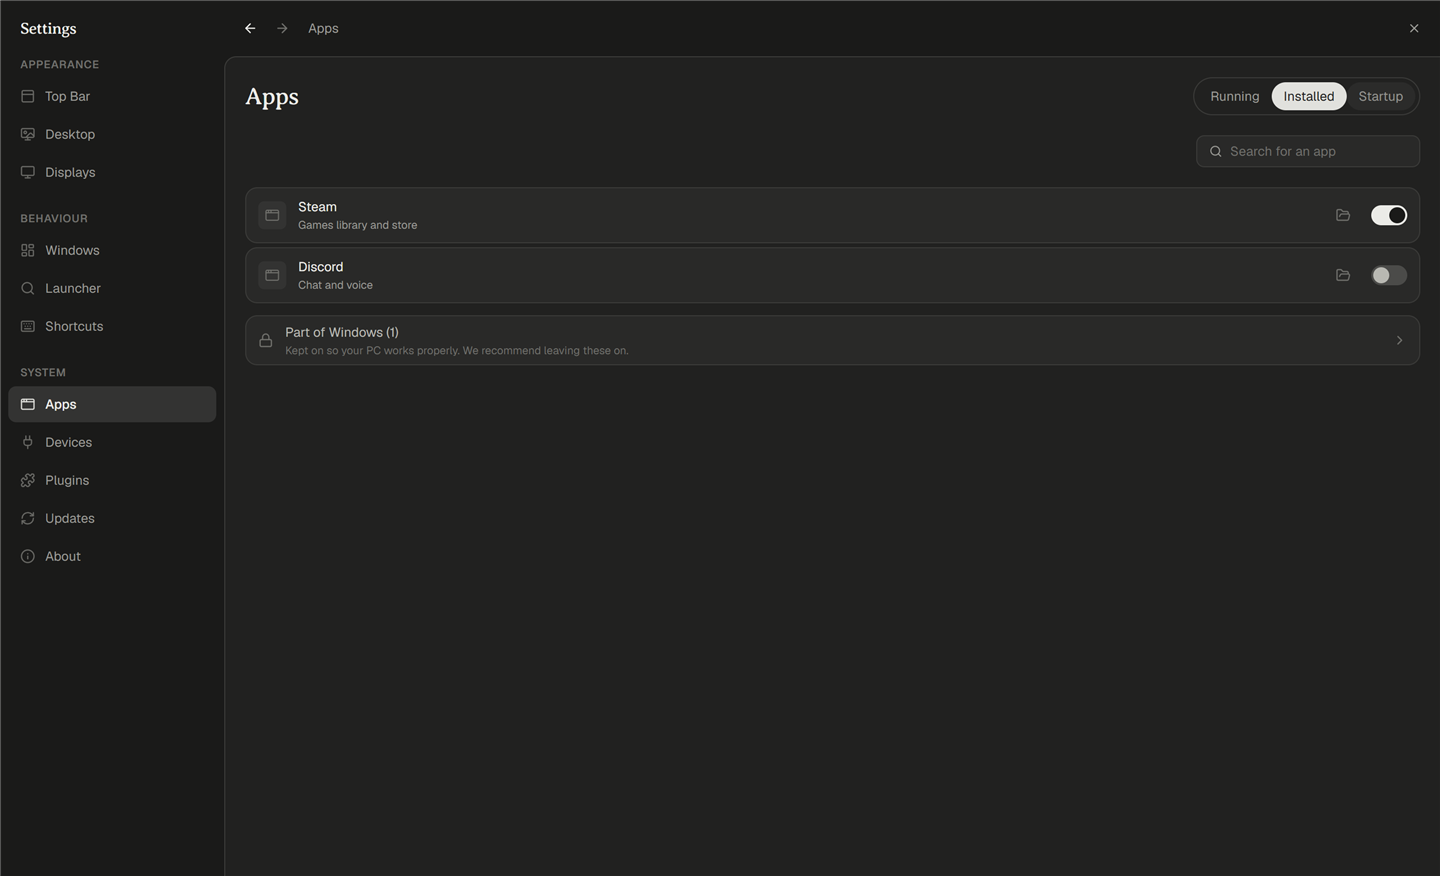 Settings
Apps
APPEARANCE
Top Bar
Desktop
Displays
BEHAVIOUR
Windows
Launcher
Shortcuts
SYSTEM
Apps
Devices
Plugins
Updates
About
Apps
Running
Installed
Startup
Search for an app
Steam
Games library and store
Discord
Chat and voice
Part of Windows (1)
Kept on so your PC works properly. We recommend leaving these on.